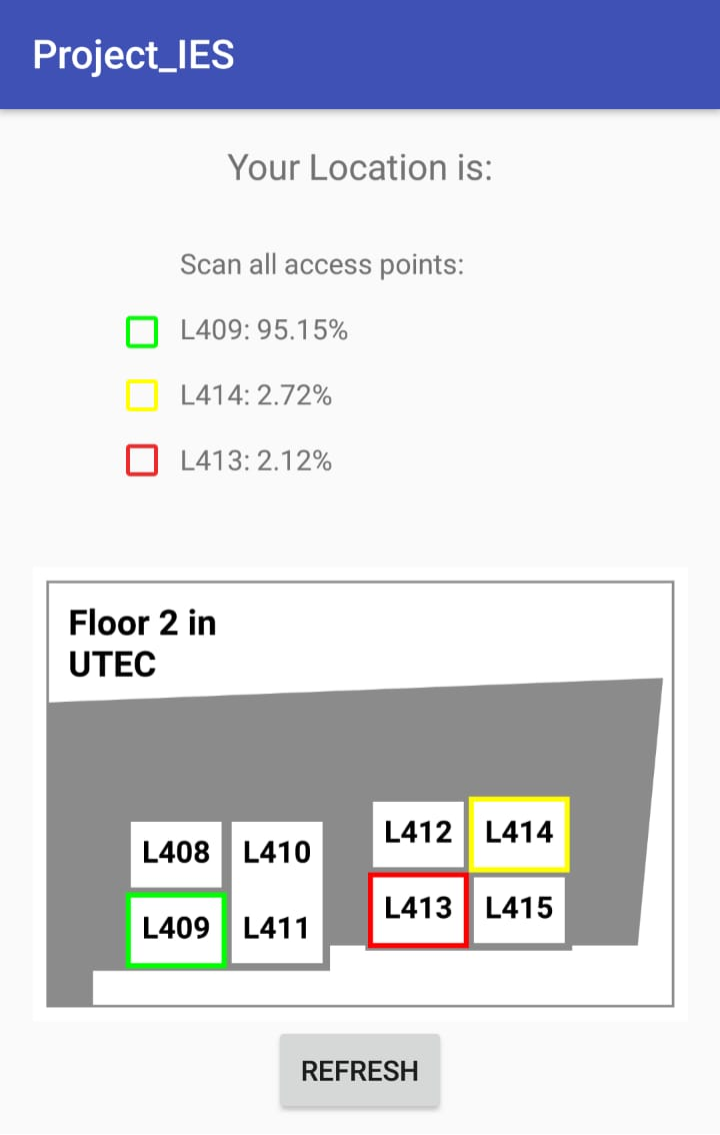 Project_IES
Your Location is:
Scan all access points:
L409: 95.15%
L414: 2.72%
L413: 2.12%
Floor 2 in
UTEC
L408 L410
L409 L411
L412 L414
L413 L415
REFRESH